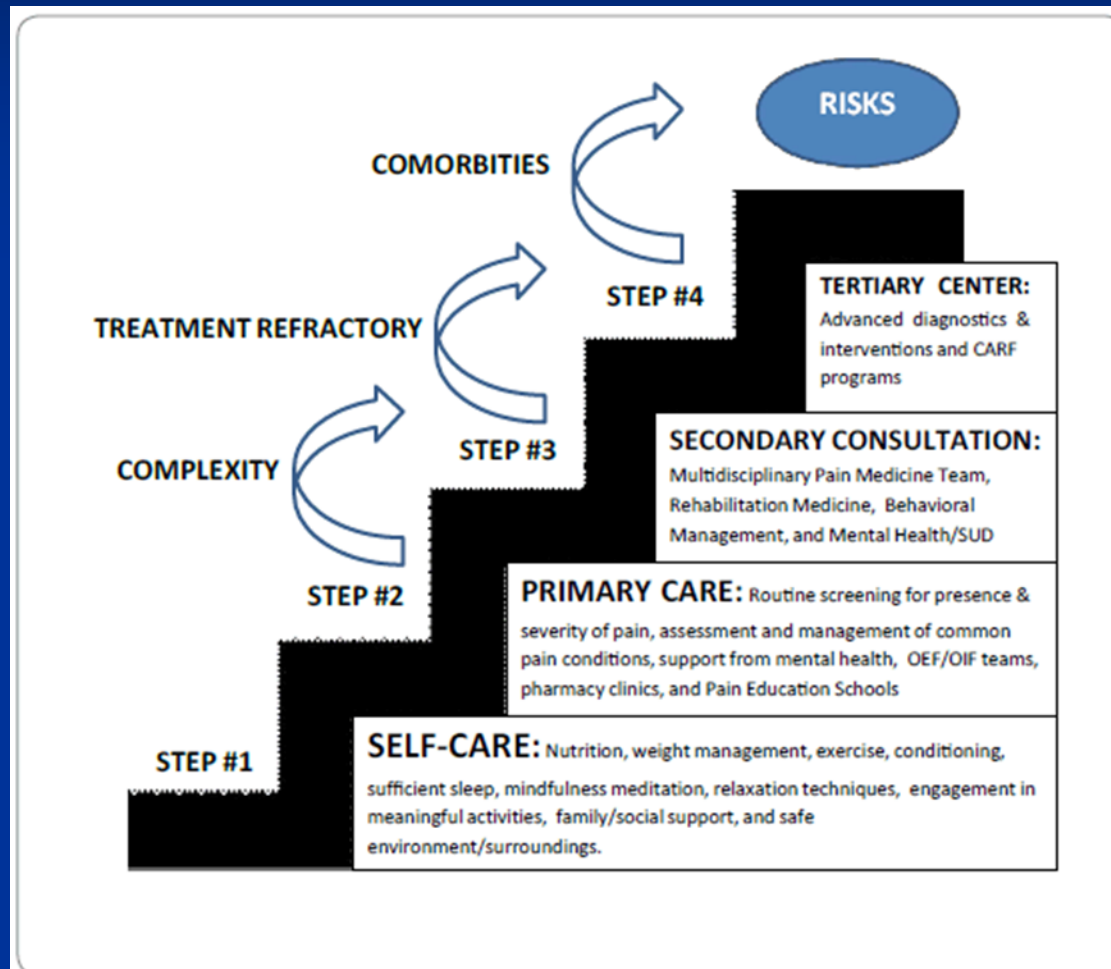 RISKS
COMORBITIES
STEP #4
TERTIARY CENTER:
Advanced diagnostics &
interventions and CARF
programs
TREATMENT REFRACTORY
STEP #3
SECONDARY CONSULTATION:
Multidisciplinary Pain Medicine Team,
Rehabilitation Medicine, Behavioral
Management, and Mental Health/SUD
COMPLEXITY
STEP #2
PRIMARY CARE: Routine screening for presence &
severity of pain, assessment and management of common
pain conditions, support from mental health, OEF/OIF teams,
pharmacy clinics, and Pain Education Schools
STEP #1
SELF-CARE: Nutrition, weight management, exercise, conditioning,
sufficient sleep, mindfulness meditation, relaxation techniques, engagement in
meaningful activities, family/social support, and safe
environment/surroundings.